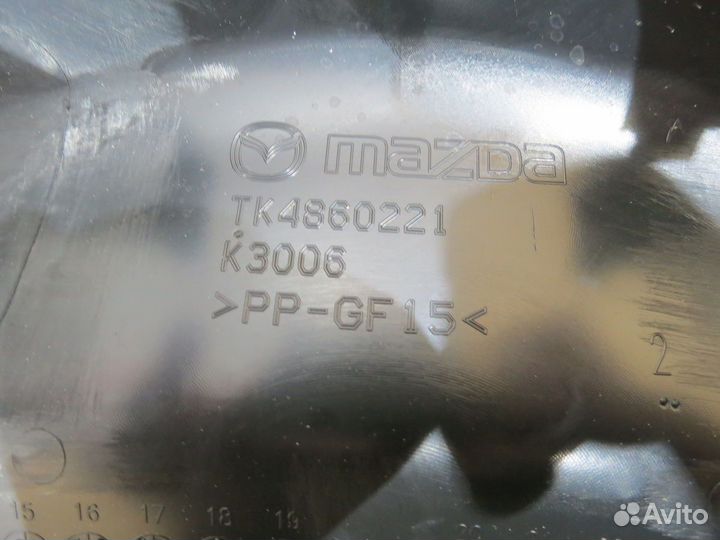 mazda
TK4860221
K3006
>PP-GF15<
2
15 16 17 18 19
Avito